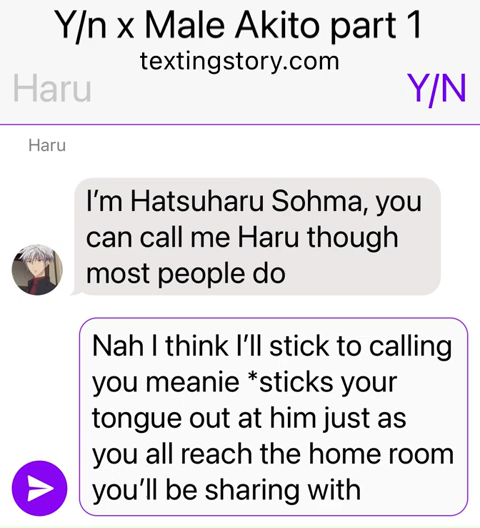 Y/n x Male Akito part 1
textingstory.com
Haru Y/N
Haru
I’m Hatsuharu Sohma, you
can call me Haru though
most people do
Nah I think I’ll stick to calling
you meanie *sticks your
tongue out at him just as
you all reach the home room
you’ll be sharing with